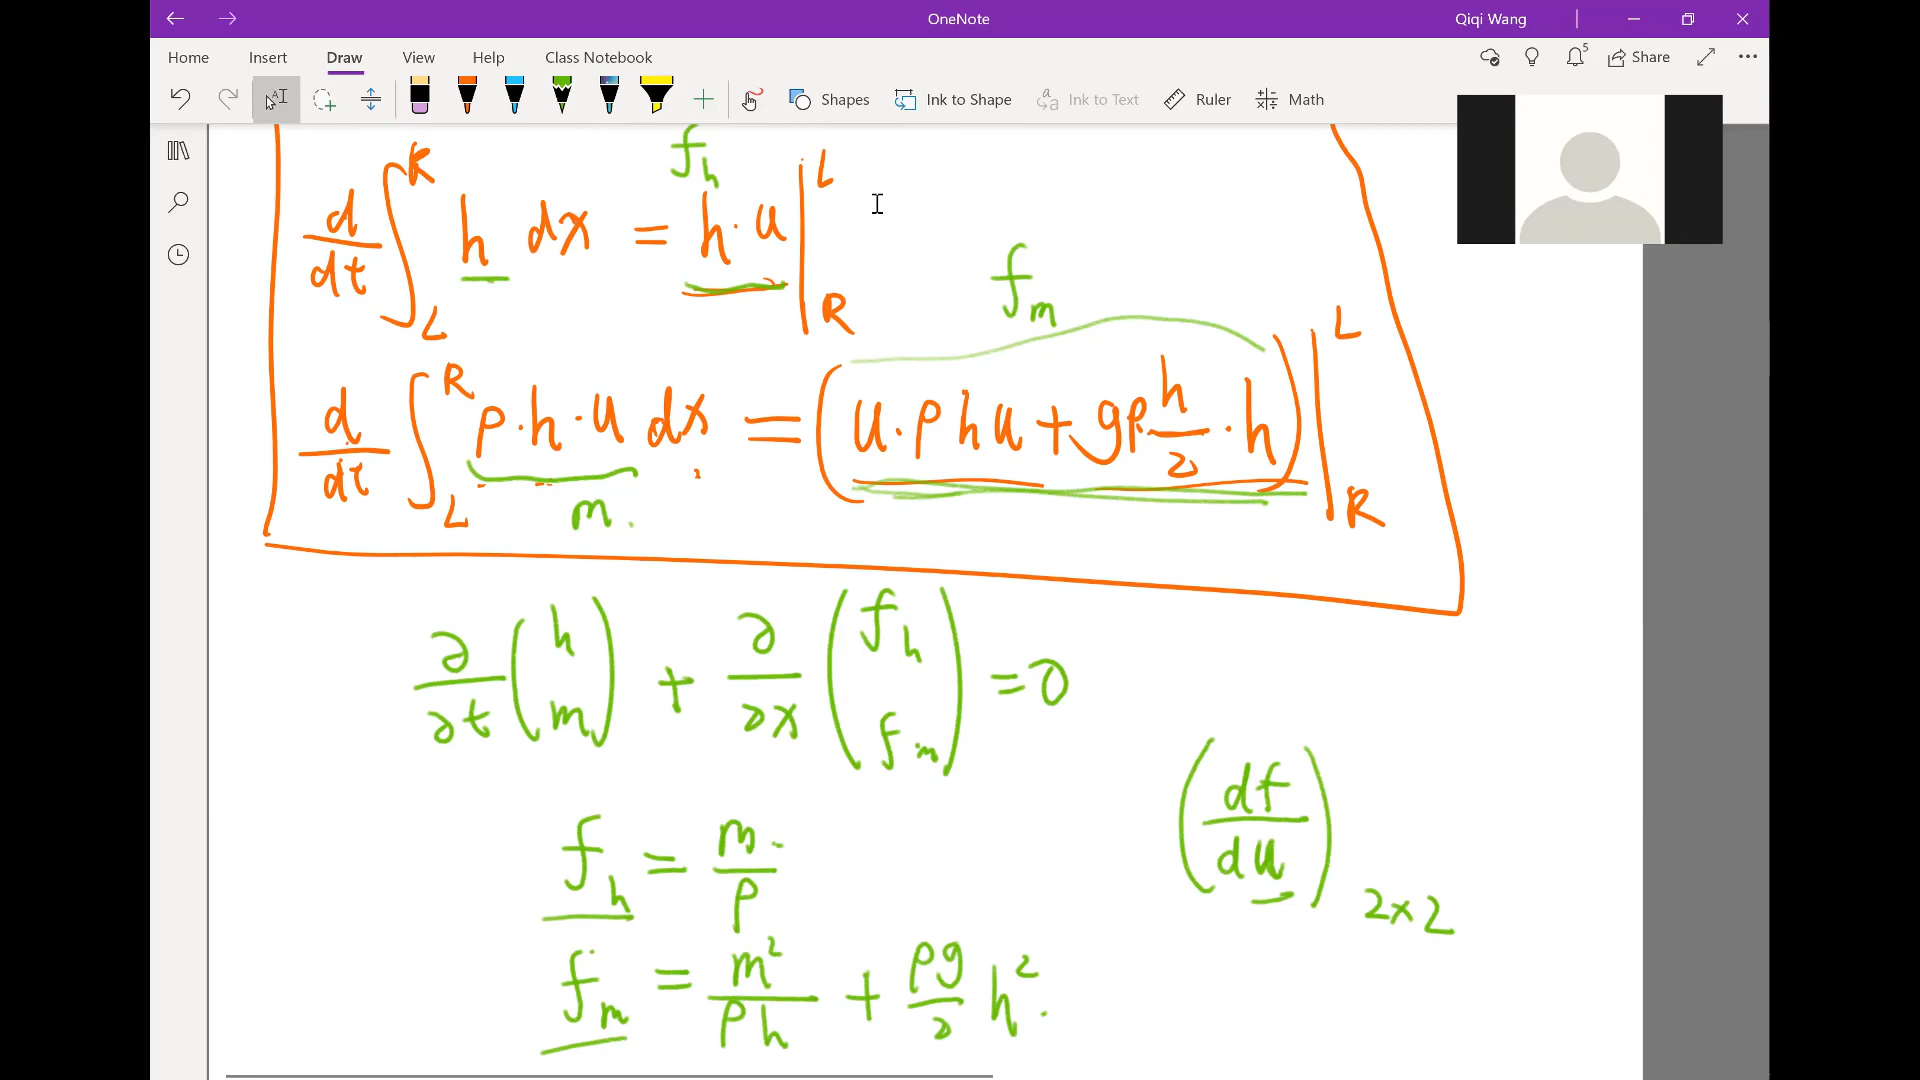 OneNote
Qiqi Wang
Home Insert Draw View Help Class Notebook
5 Share
Shapes Ink to Shape Ink to Text Ruler Math
f_h
d/dt ∫_L^R h dx = h · u |_R^L
f_m
d/dt ∫_L^R ρ · h · u dx = (u · ρ h u + gρ h/2 · h) |_R^L
m
∂/∂t (h m) + ∂/∂x (f_h f_m) = 0
(df/du) 2×2
f_h = m/ρ
f_m = m²/ρh + ρg/2 h²